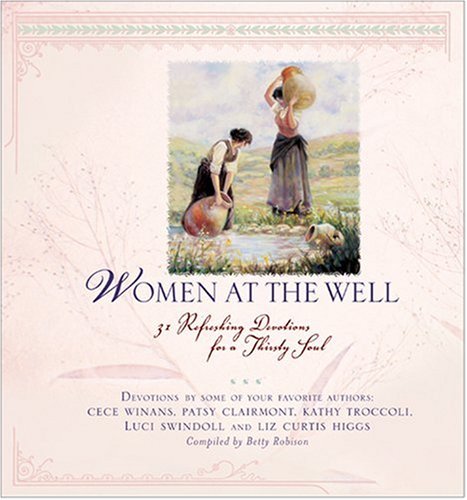 WOMEN AT THE WELL
31 Refreshing Devotions
for a Thirsty Soul
DEVOTIONS BY SOME OF YOUR FAVORITE AUTHORS:
CECE WINANS, PATSY CLAIRMONT, KATHY TROCCOLI,
LUCI SWINDOLL AND LIZ CURTIS HIGGS
Compiled by Betty Robison